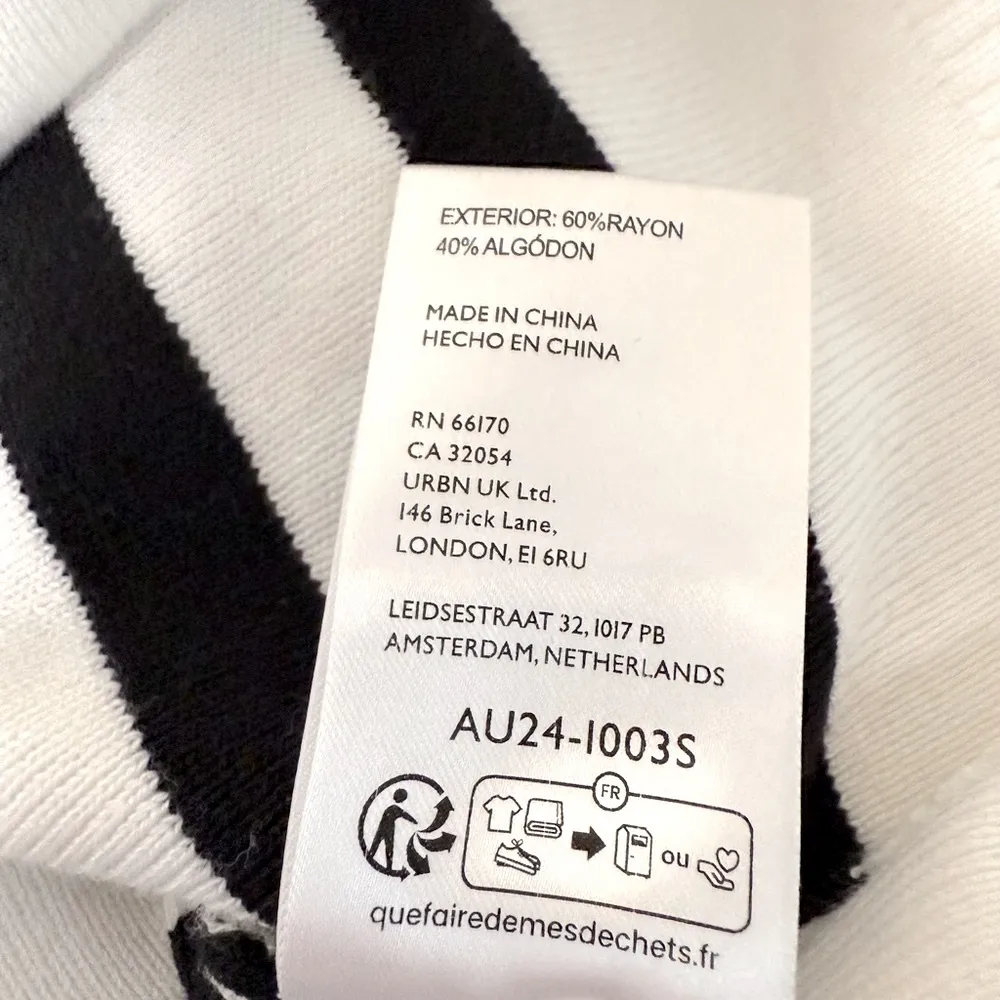 EXTERIOR: 60%RAYON
40% ALGÓDON
MADE IN CHINA
HECHO EN CHINA
RN 66170
CA 32054
URBN UK Ltd.
146 Brick Lane,
LONDON, E1 6RU
LEIDSESTRAAT 32, 1017 PB
AMSTERDAM, NETHERLANDS
AU24-1003S
FR
ou
quefairedemesdechets.fr